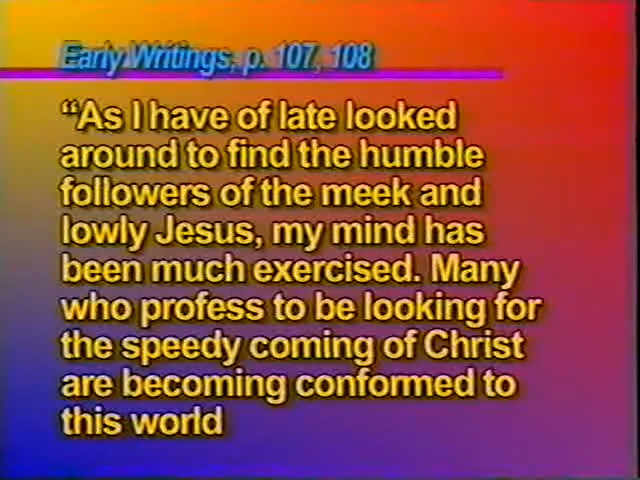 Early Writings, p. 107, 108
“As I have of late looked
around to find the humble
followers of the meek and
lowly Jesus, my mind has
been much exercised. Many
who profess to be looking for
the speedy coming of Christ
are becoming conformed to
this world